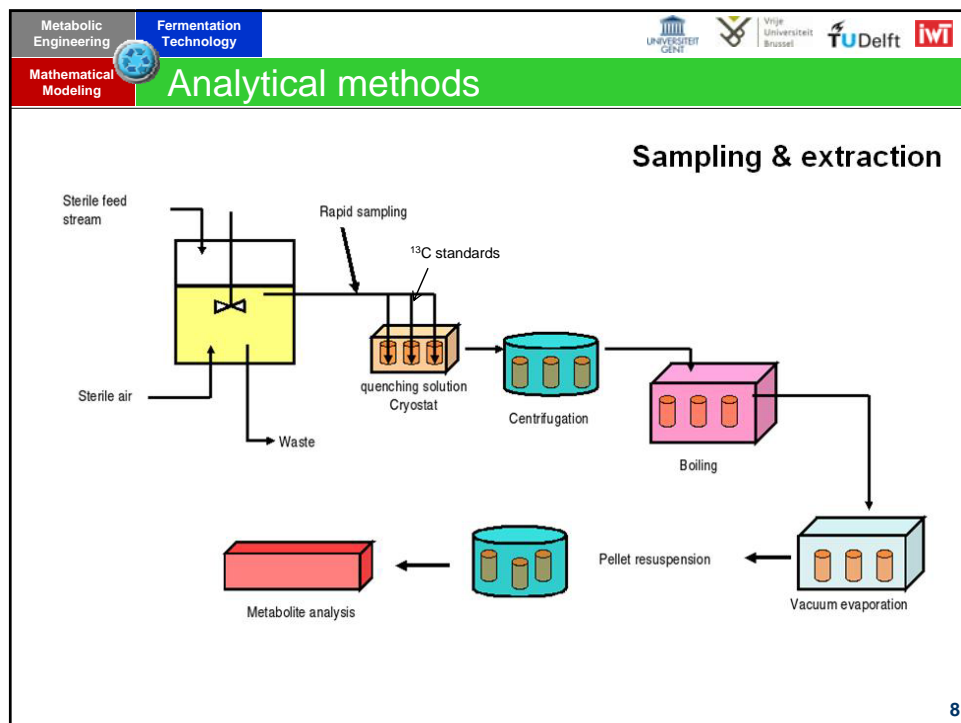 Metabolic
Engineering
Fermentation
Technology
Mathematical
Modeling
UNIVERSITEIT
GENT
Vrije
Universiteit
Brussel
TUDelft
iwt
Analytical methods
Sampling & extraction
Sterile feed
stream
Rapid sampling
¹³C standards
quenching solution
Cryostat
Centrifugation
Sterile air
Waste
Boiling
Pellet resuspension
Vacuum evaporation
Metabolite analysis
8